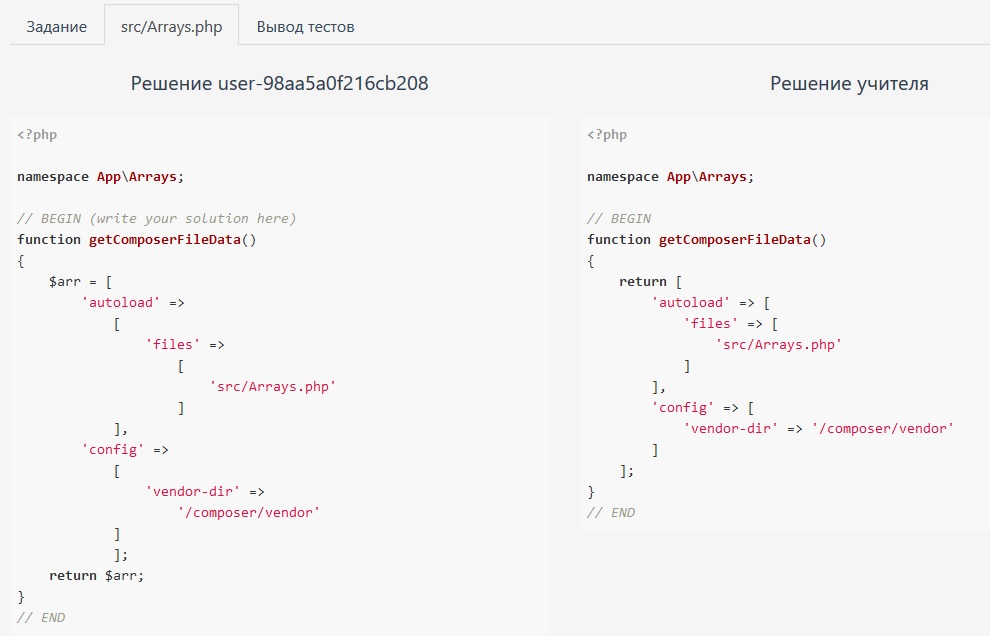 Задание src/Arrays.php Вывод тестов
Решение user-98aa5a0f216cb208
<?php
namespace App\Arrays;
// BEGIN (write your solution here)
function getComposerFileData()
{
    $arr = [
        'autoload' =>
            [
                'files' =>
                    [
                        'src/Arrays.php'
                    ]
            ],
        'config' =>
            [
                'vendor-dir' =>
                    '/composer/vendor'
            ]
            ];
    return $arr;
}
// END
Решение учителя
<?php
namespace App\Arrays;
// BEGIN
function getComposerFileData()
{
    return [
        'autoload' => [
            'files' => [
                'src/Arrays.php'
            ]
        ],
        'config' => [
            'vendor-dir' => '/composer/vendor'
        ]
    ];
}
// END